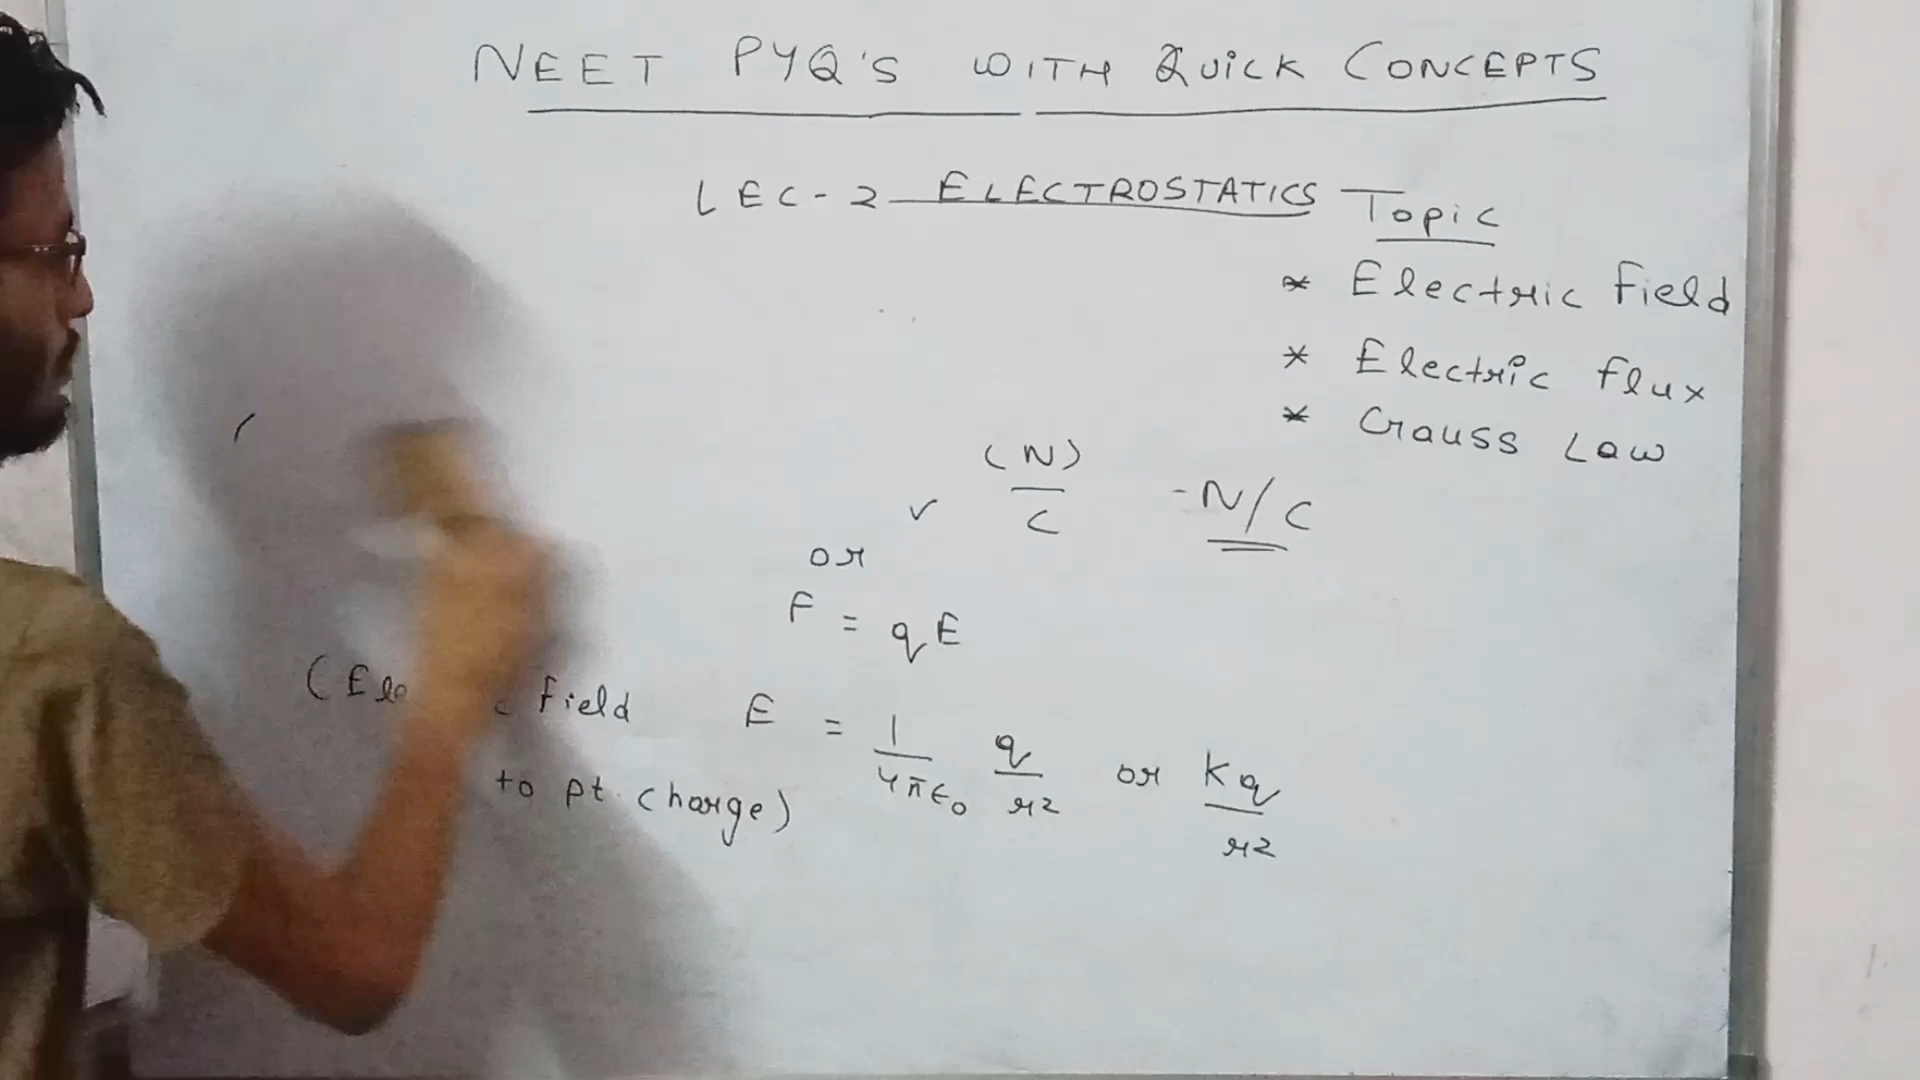 NEET PYQ'S WITH QUICK CONCEPTS
LEC-2 ELECTROSTATICS
Topic
* Electric Field
* Electric flux
* Gauss Law
(N)/C = N/C
or
F = qE
(Ele field E = 1/4πε0 q/r2 or Kq/r2
to pt. charge)